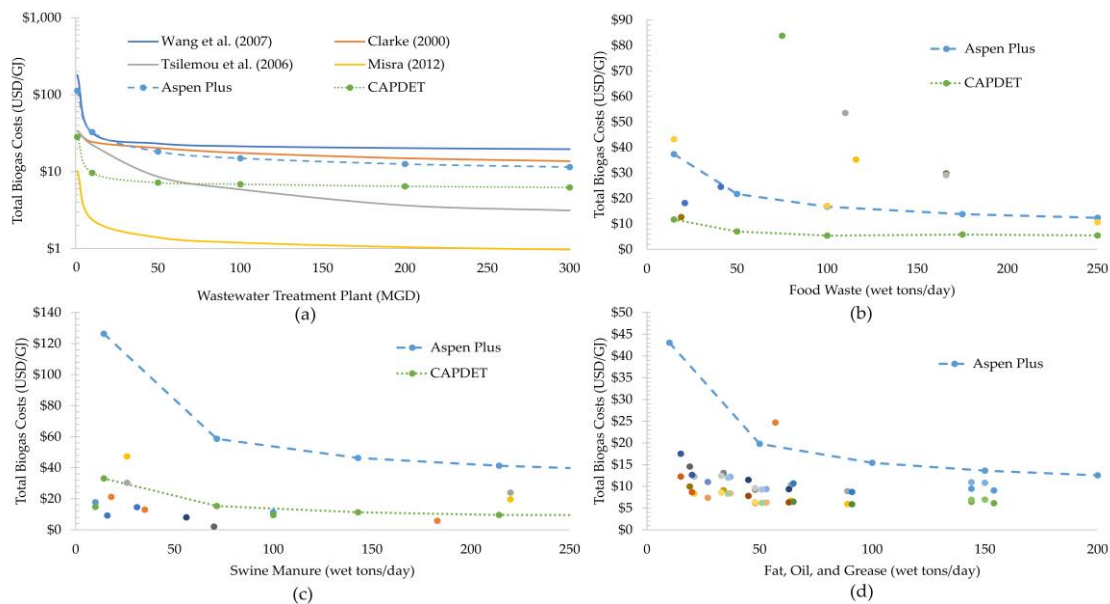 $1,000
$100
$10
$1
Total Biogas Costs (USD/GJ)
Wang et al. (2007)
Clarke (2000)
Tsilemou et al. (2006)
Misra (2012)
Aspen Plus
CAPDET
0 50 100 150 200 250 300
Wastewater Treatment Plant (MGD)
(a)
$90
$80
$70
$60
$50
$40
$30
$20
$10
$0
Total Biogas Costs (USD/GJ)
Aspen Plus
CAPDET
0 50 100 150 200 250
Food Waste (wet tons/day)
(b)
$140
$120
$100
$80
$60
$40
$20
$0
Total Biogas Costs (USD/GJ)
Aspen Plus
CAPDET
0 50 100 150 200 250
Swine Manure (wet tons/day)
(c)
$50
$45
$40
$35
$30
$25
$20
$15
$10
$5
$0
Total Biogas Costs (USD/GJ)
Aspen Plus
0 50 100 150 200
Fat, Oil, and Grease (wet tons/day)
(d)